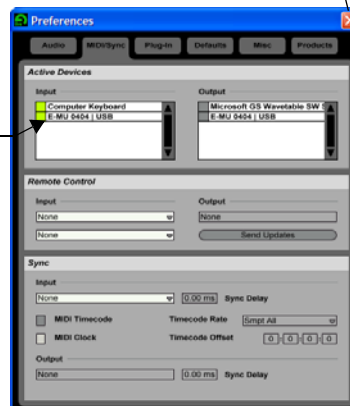 Preferences
Audio MIDI/Sync Plug-In Defaults Misc Products
Active Devices
Input Output
Computer Keyboard Microsoft GS Wavetable SW
E-MU 0404 | USB E-MU 0404 | USB
Remote Control
Input Output
None None
None Send Updates
Sync
Input
None 0.00 ms Sync Delay
MIDI Timecode Timecode Rate Smpt All
MIDI Clock Timecode Offset 0 0 0 0
Output
None 0.00 ms Sync Delay